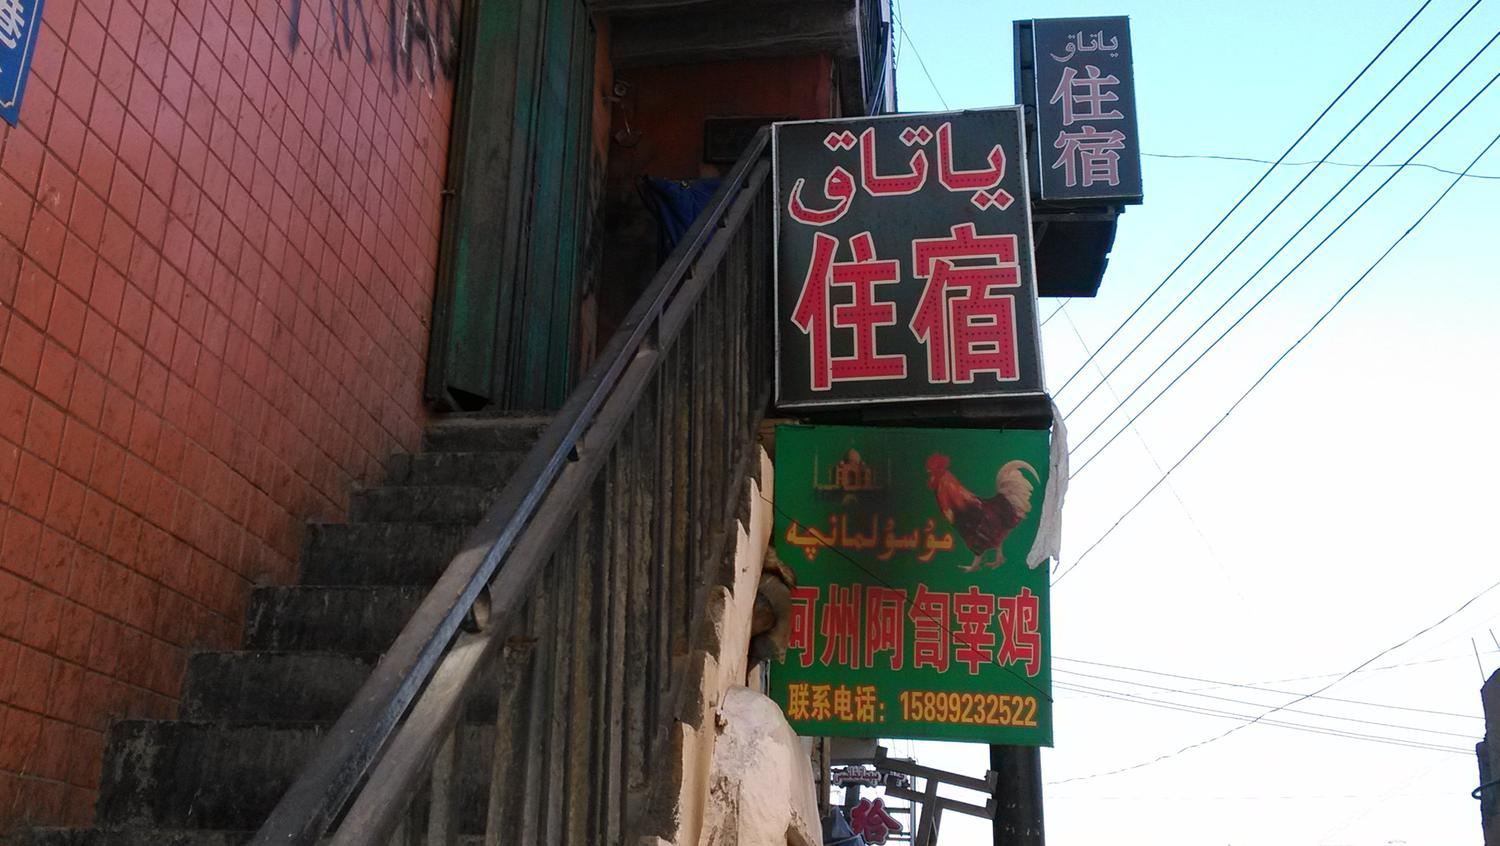 ياتاق
住宿
ياتاق
住宿
مۇسۇلمانچە
河州阿訇宰鸡
联系电话：15899232522